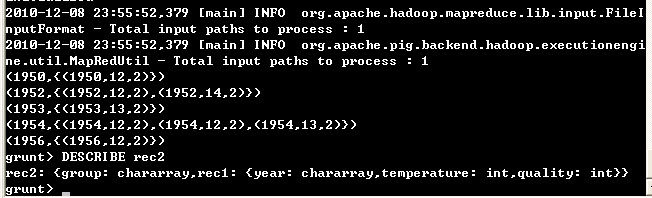 2010-12-08 23:55:52,379 [main] INFO  org.apache.hadoop.mapreduce.lib.input.FileI
nputFormat - Total input paths to process : 1
2010-12-08 23:55:52,379 [main] INFO  org.apache.pig.backend.hadoop.executionengi
ne.util.MapRedUtil - Total input paths to process : 1
(1950,{(1950,12,2)})
(1952,{(1952,12,2),(1952,14,2)})
(1953,{(1953,13,2)})
(1954,{(1954,12,2),(1954,12,2),(1954,13,2)})
(1956,{(1956,12,2)})
grunt> DESCRIBE rec2
rec2: {group: chararray,rec1: {year: chararray,temperature: int,quality: int}}
grunt>